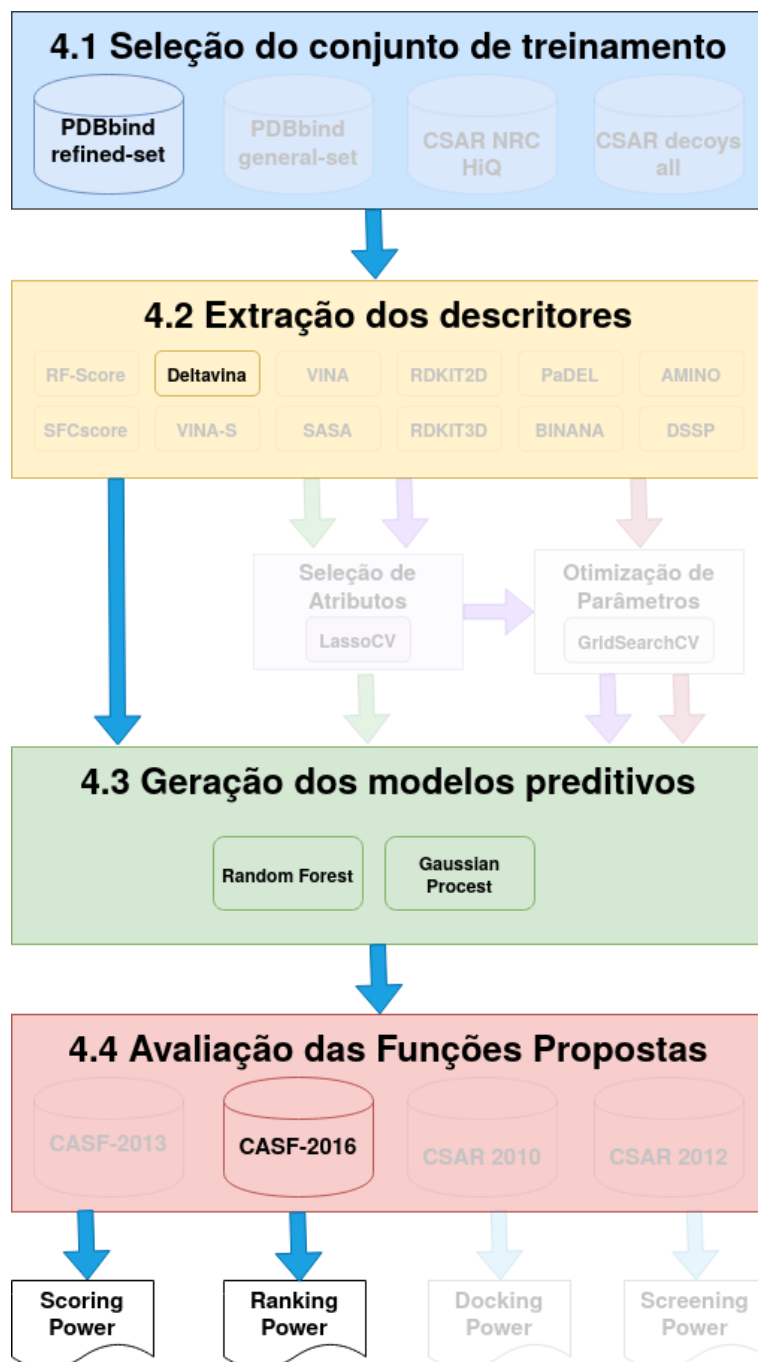 4.1 Seleção do conjunto de treinamento
PDBbind
refined-set
PDBbind
general-set
CSAR NRC
HiQ
CSAR decoys
all
4.2 Extração dos descritores
RF-Score
Deltavina
VINA
RDKIT2D
PaDEL
AMINO
SFCscore
VINA-S
SASA
RDKIT3D
BINANA
DSSP
Seleção de
Atributos
LassoCV
Otimização de
Parâmetros
GridSearchCV
4.3 Geração dos modelos preditivos
Random Forest
Gaussian
Procest
4.4 Avaliação das Funções Propostas
CASF-2013
CASF-2016
CSAR 2010
CSAR 2012
Scoring
Power
Ranking
Power
Docking
Power
Screening
Power